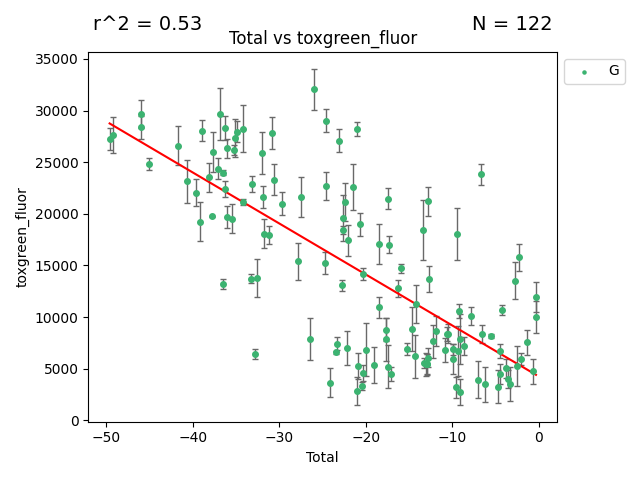 r^2 = 0.53
N = 122
Total vs toxgreen_fluor
35000
30000
25000
20000
15000
10000
5000
0
toxgreen_fluor
−50
−40
−30
−20
−10
0
Total
G